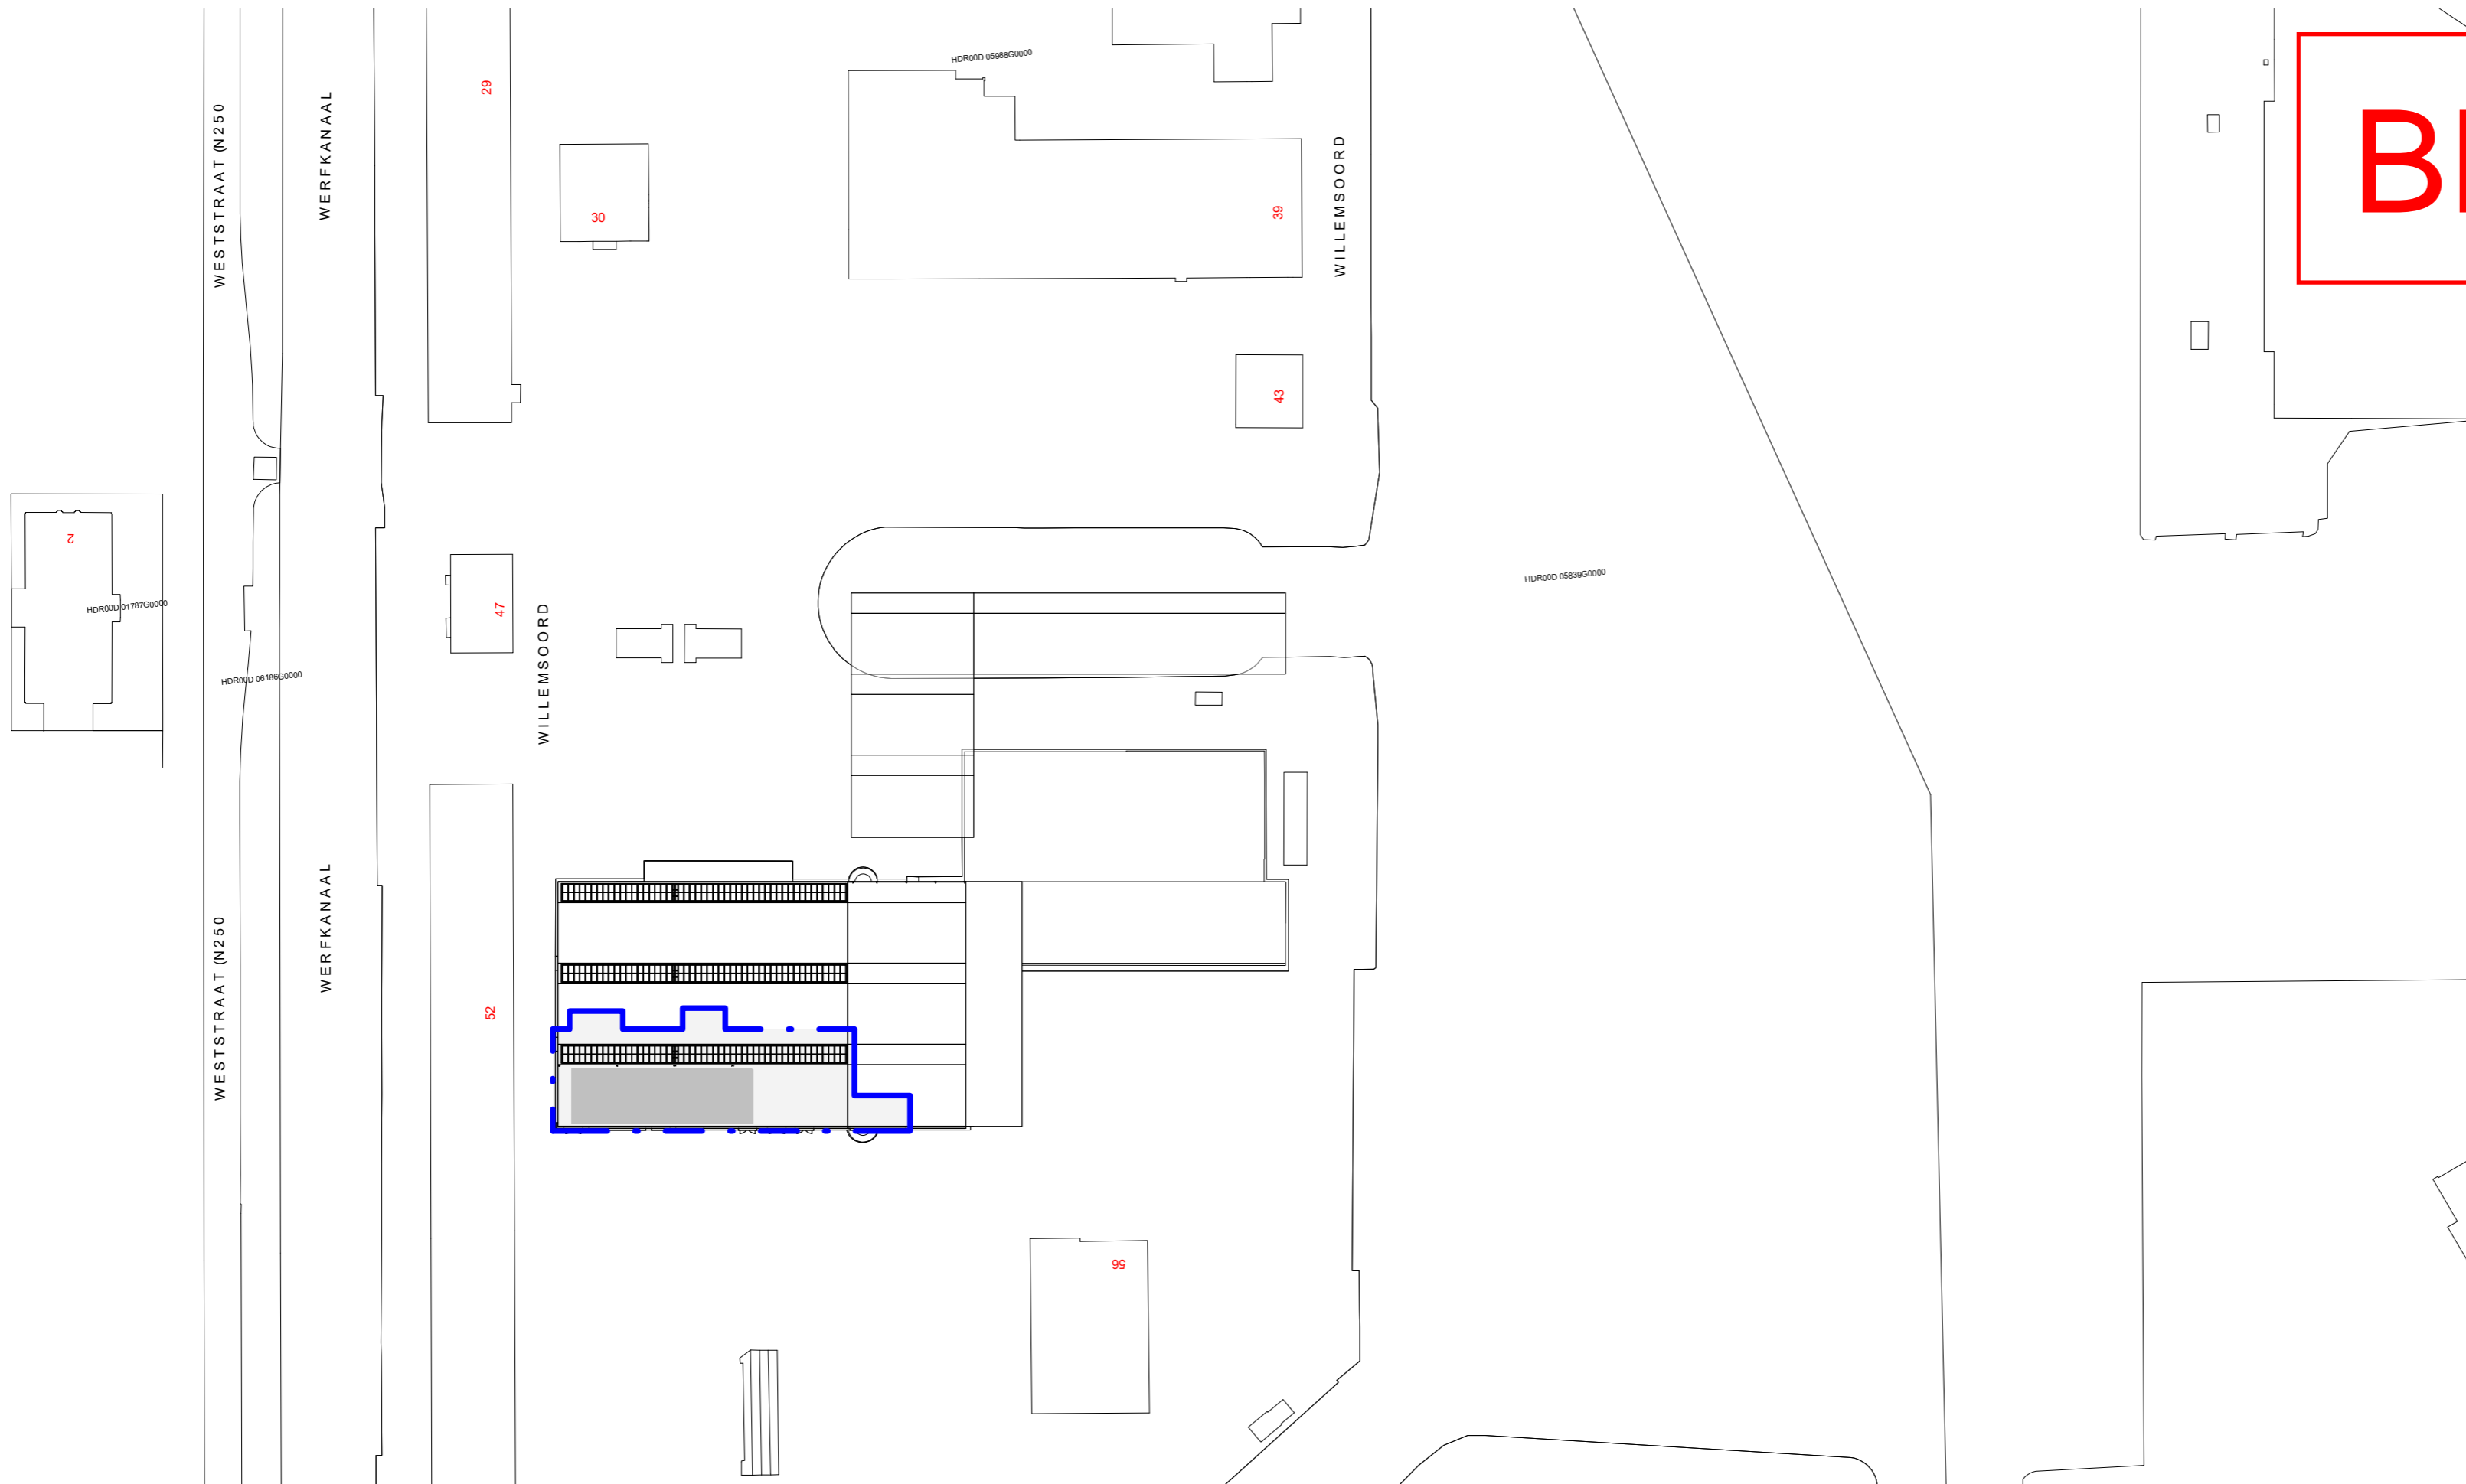 HDR00D 05988G0000
29
WESTSTRAAT (N250
WERFKANAAL
30
39
WILLEMSOORD
43
2
HDR00D 01787G0000
47
HDR00D 05839G0000
WILLEMSOORD
HDR00D 06186G0000
WERFKANAAL
WESTSTRAAT (N250
52
56